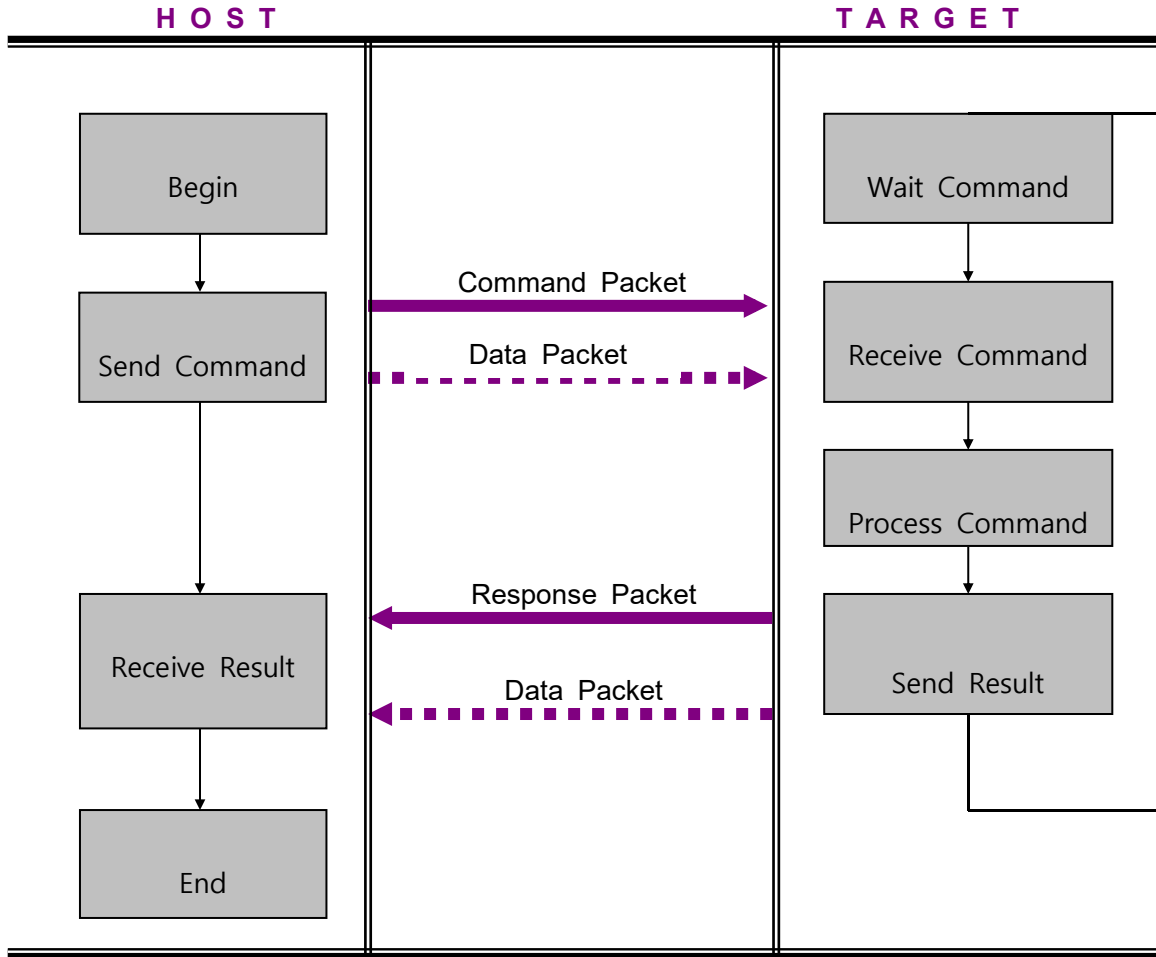 HOST
TARGET
Begin
Wait Command
Command Packet
Send Command
Data Packet
Receive Command
Process Command
Response Packet
Receive Result
Data Packet
Send Result
End